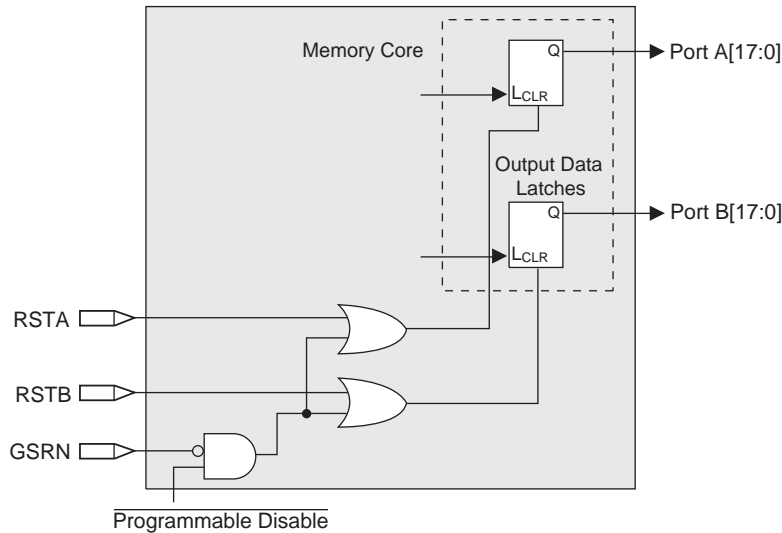 Memory Core
Q
Port A[17:0]
LCLR
Output Data
Latches
Q
Port B[17:0]
LCLR
RSTA
RSTB
GSRN
Programmable Disable